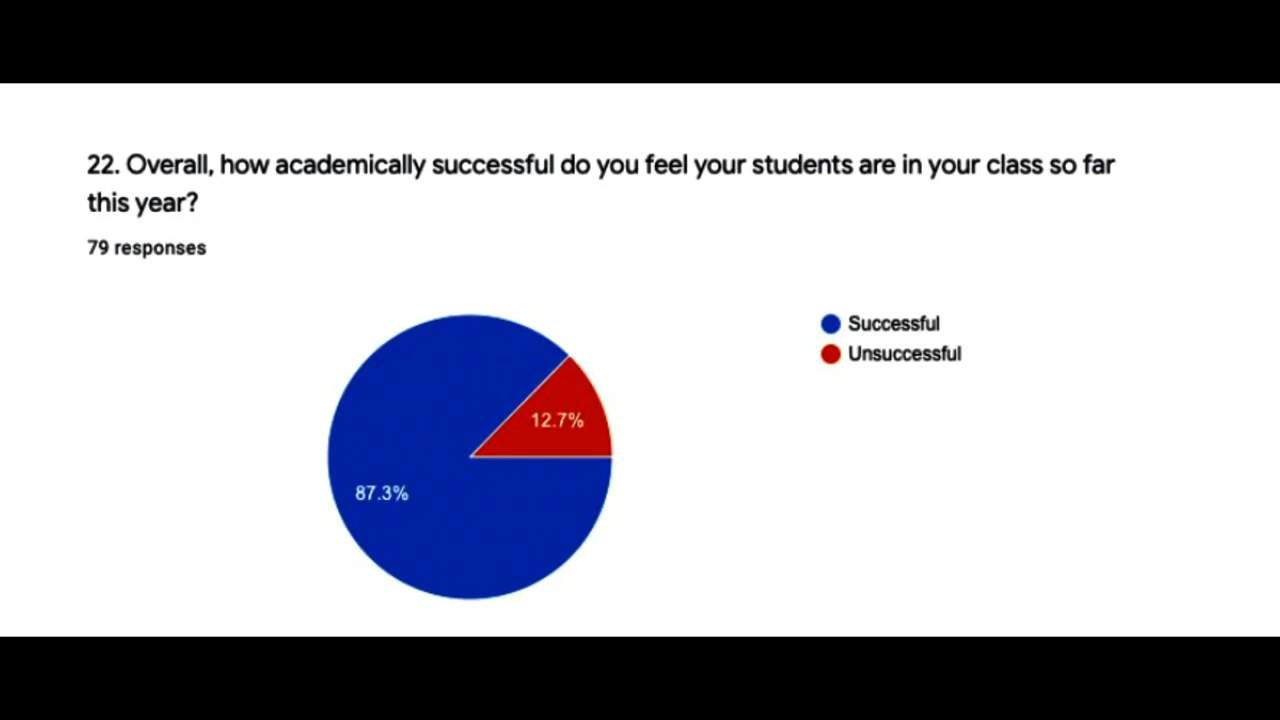 22. Overall, how academically successful do you feel your students are in your class so far
this year?
79 responses
Successful
Unsuccessful
12.7%
87.3%